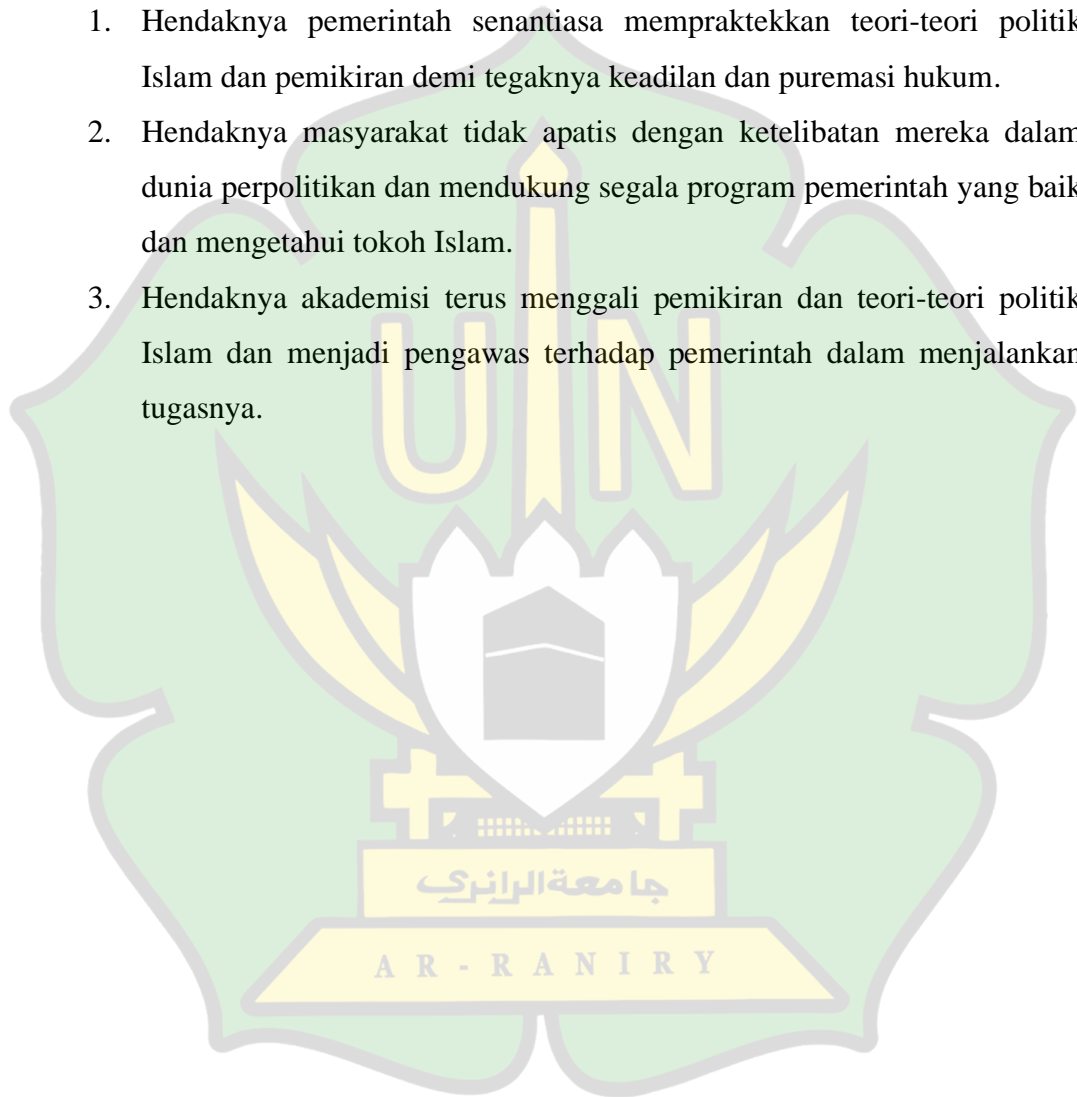 1. Hendaknya pemerintah senantiasa mempraktekkan teori-teori politik
Islam dan pemikiran demi tegaknya keadilan dan puremasi hukum.
2. Hendaknya masyarakat tidak apatis dengan ketelibatan mereka dalam
dunia perpolitikan dan mendukung segala program pemerintah yang baik
dan mengetahui tokoh Islam.
3. Hendaknya akademisi terus menggali pemikiran dan teori-teori politik
Islam dan menjadi pengawas terhadap pemerintah dalam menjalankan
tugasnya.
UIN
جامعة الرانري
AR-RANIRY